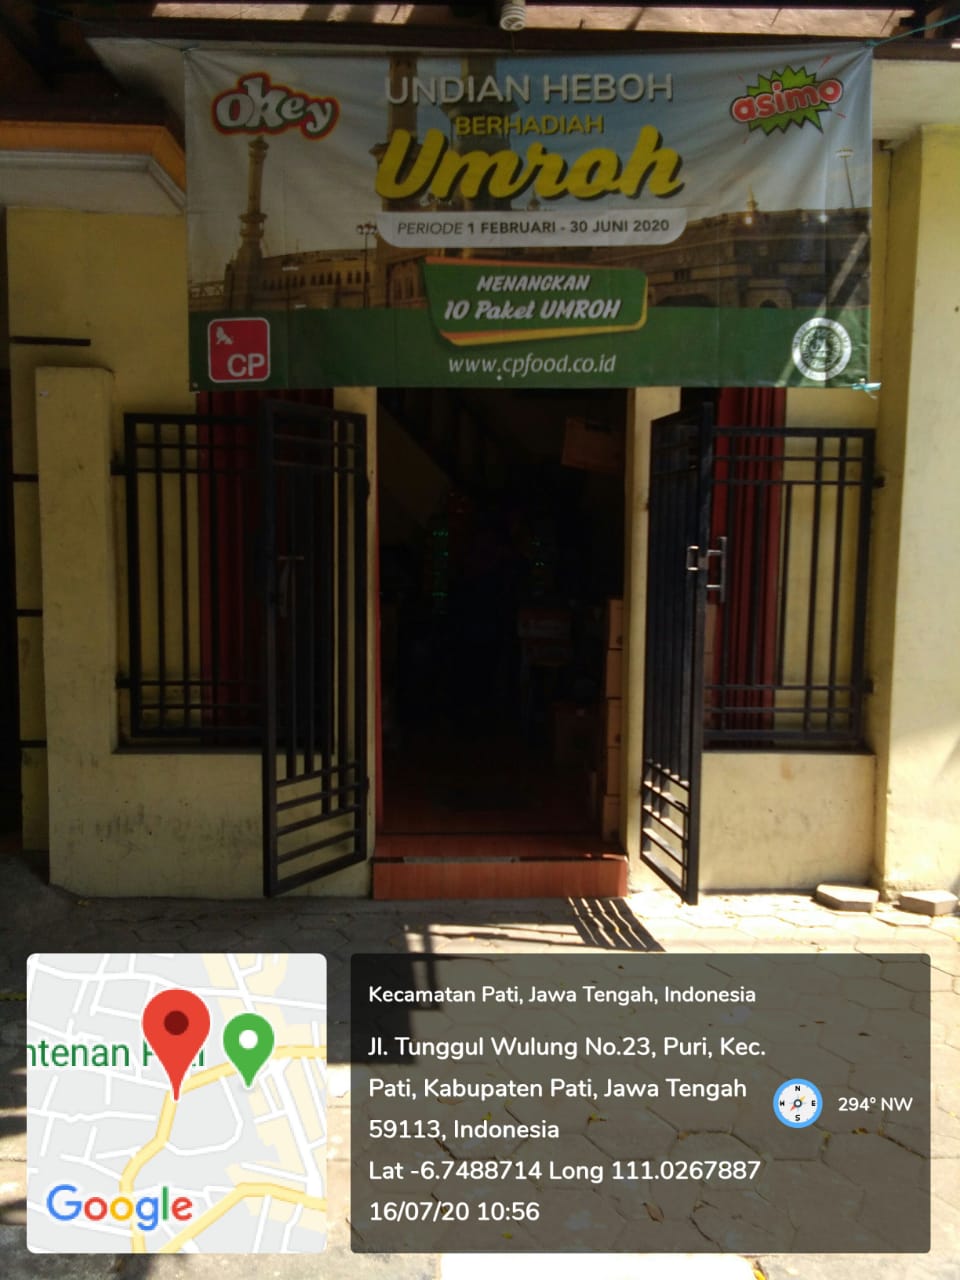 Okey
UNDIAN HEBOH
BERHADIAH
Umroh
asimo
PERIODE 1 FEBRUARI - 30 JUNI 2020
MENANGKAN
10 Paket UMROH
CP
www.cpfood.co.id
Kecamatan Pati, Jawa Tengah, Indonesia
Jl. Tunggul Wulung No.23, Puri, Kec.
Pati, Kabupaten Pati, Jawa Tengah
59113, Indonesia
Lat -6.7488714 Long 111.0267887
16/07/20 10:56
N
W E
S
294° NW
ntenan
Google